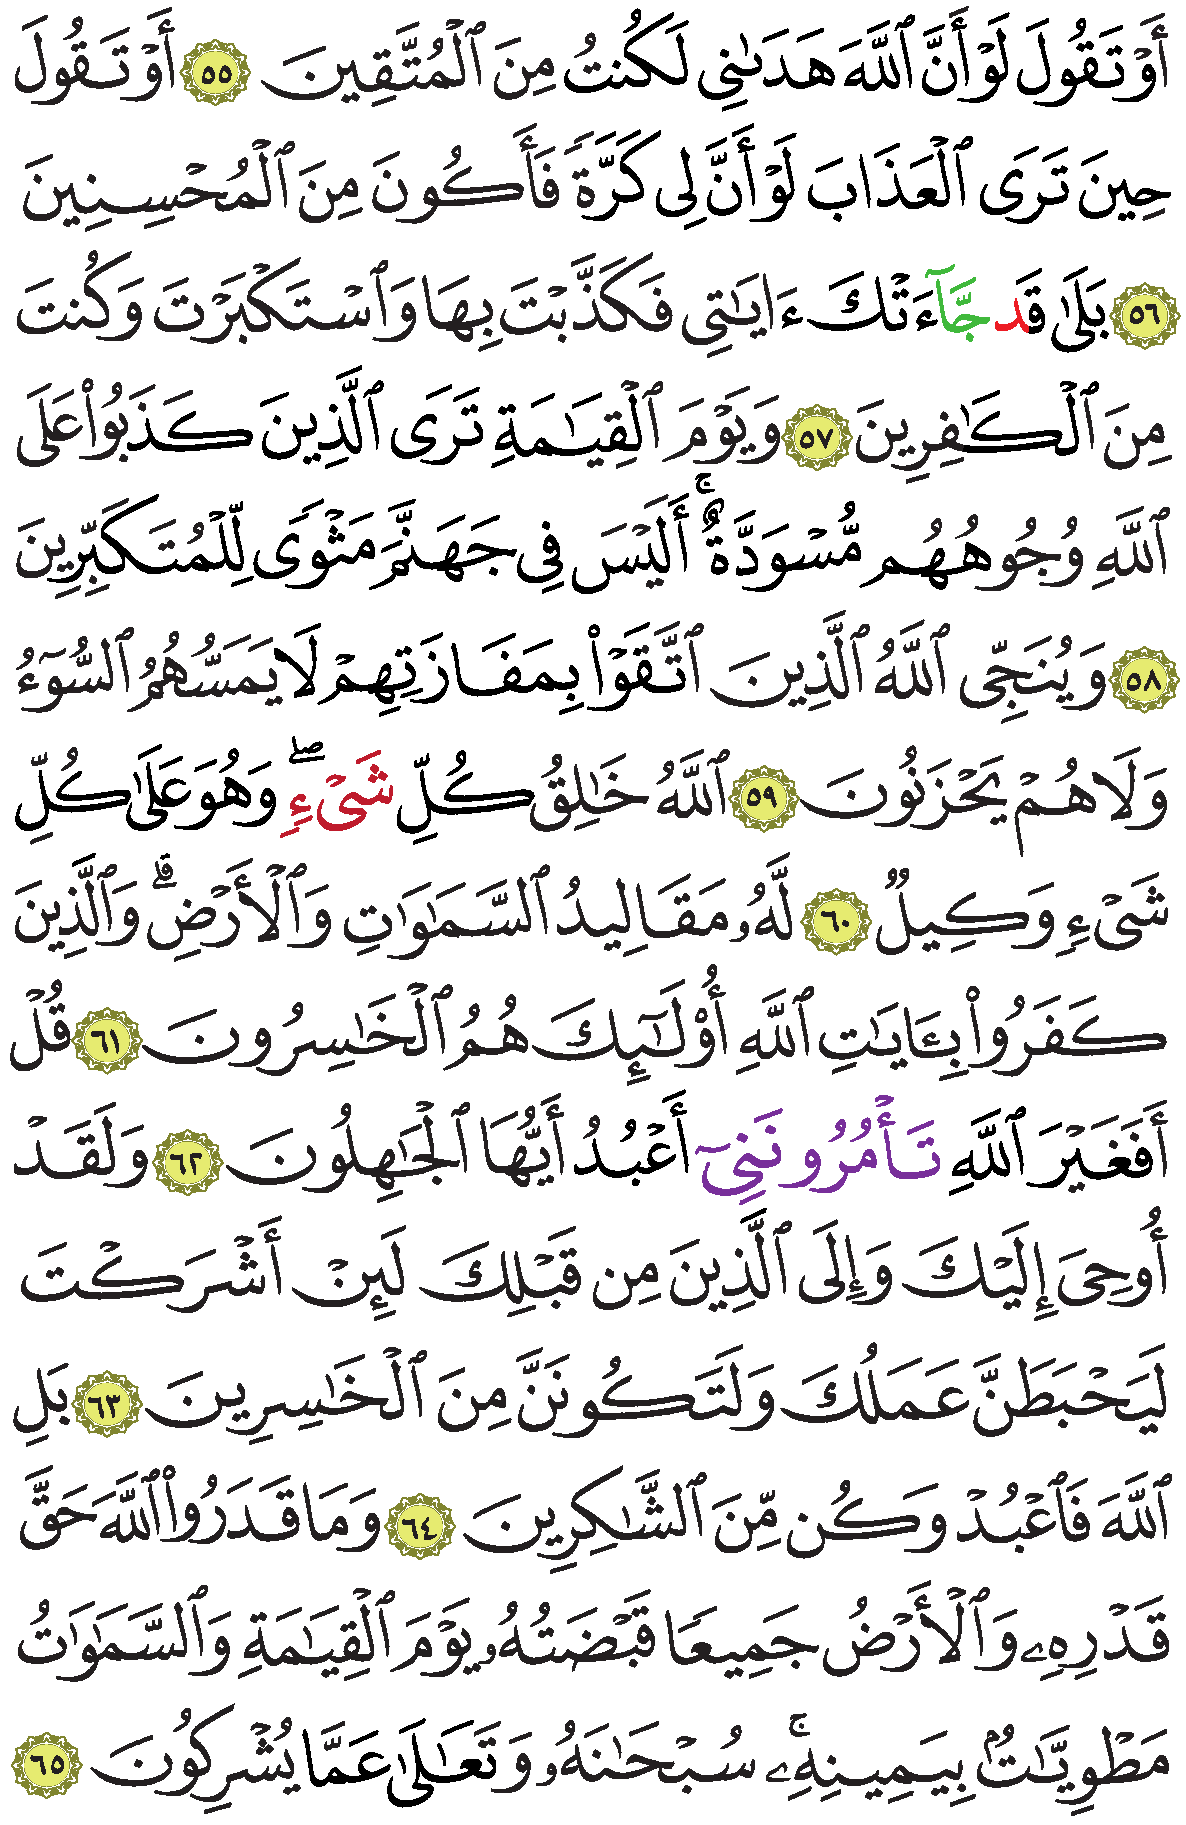 أَوۡ تَقُولَ لَوۡ أَنَّ ٱللَّهَ هَدَىٰنِي لَكُنتُ مِنَ ٱلۡمُتَّقِينَ ٥٥ أَوۡ تَقُولَ
حِينَ تَرَى ٱلۡعَذَابَ لَوۡ أَنَّ لِي كَرَّةٗ فَأَكُونَ مِنَ ٱلۡمُحۡسِنِينَ
٥٦ بَلَىٰ قَد جَّآءَتۡكَ ءَايَٰتِي فَكَذَّبۡتَ بِهَا وَٱسۡتَكۡبَرۡتَ وَكُنتَ
مِنَ ٱلۡكَٰفِرِينَ ٥٧ وَيَوۡمَ ٱلۡقِيَٰمَةِ تَرَى ٱلَّذِينَ كَذَبُواْ عَلَى
ٱللَّهِ وُجُوهُهُم مُّسۡوَدَّةٌۚ أَلَيۡسَ فِي جَهَنَّمَ مَثۡوٗى لِّلۡمُتَكَبِّرِينَ
٥٨ وَيُنَجِّي ٱللَّهُ ٱلَّذِينَ ٱتَّقَوۡاْ بِمَفَازَتِهِمۡ لَا يَمَسُّهُمُ ٱلسُّوٓءُ
وَلَا هُمۡ يَحۡزَنُونَ ٥٩ ٱللَّهُ خَٰلِقُ كُلِّ شَيۡءٖۖ وَهُوَ عَلَىٰ كُلِّ
شَيۡءٖ وَكِيلٞ ٦٠ لَّهُۥ مَقَالِيدُ ٱلسَّمَٰوَٰتِ وَٱلۡأَرۡضِۗ وَٱلَّذِينَ
كَفَرُواْ بِـَٔايَٰتِ ٱللَّهِ أُوْلَٰٓئِكَ هُمُ ٱلۡخَٰسِرُونَ ٦١ قُلۡ
أَفَغَيۡرَ ٱللَّهِ تَأۡمُرُونَنِيٓ أَعۡبُدُ أَيُّهَا ٱلۡجَٰهِلُونَ ٦٢ وَلَقَدۡ
أُوحِيَ إِلَيۡكَ وَإِلَى ٱلَّذِينَ مِن قَبۡلِكَ لَئِنۡ أَشۡرَكۡتَ
لَيَحۡبَطَنَّ عَمَلُكَ وَلَتَكُونَنَّ مِنَ ٱلۡخَٰسِرِينَ ٦٣ بَلِ
ٱللَّهَ فَٱعۡبُدۡ وَكُن مِّنَ ٱلشَّٰكِرِينَ ٦٤ وَمَا قَدَرُواْ ٱللَّهَ حَقَّ
قَدۡرِهِۦ وَٱلۡأَرۡضُ جَمِيعٗا قَبۡضَتُهُۥ يَوۡمَ ٱلۡقِيَٰمَةِ وَٱلسَّمَٰوَٰتُ
مَطۡوِيَّٰتُۢ بِيَمِينِهِۦۚ سُبۡحَٰنَهُۥ وَتَعَٰلَىٰ عَمَّا يُشۡرِكُونَ ٦٥